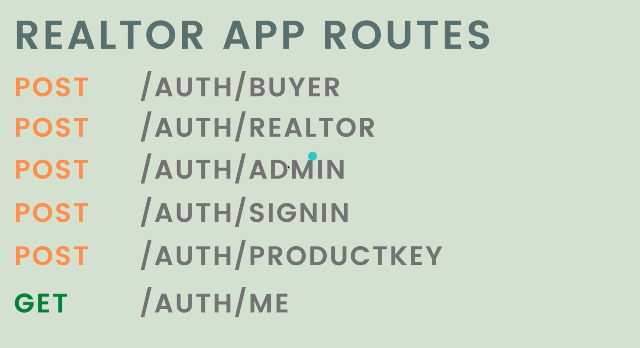 REALTOR APP ROUTES
POST /AUTH/BUYER
POST /AUTH/REALTOR
POST /AUTH/ADMIN
POST /AUTH/SIGNIN
POST /AUTH/PRODUCTKEY
GET /AUTH/ME